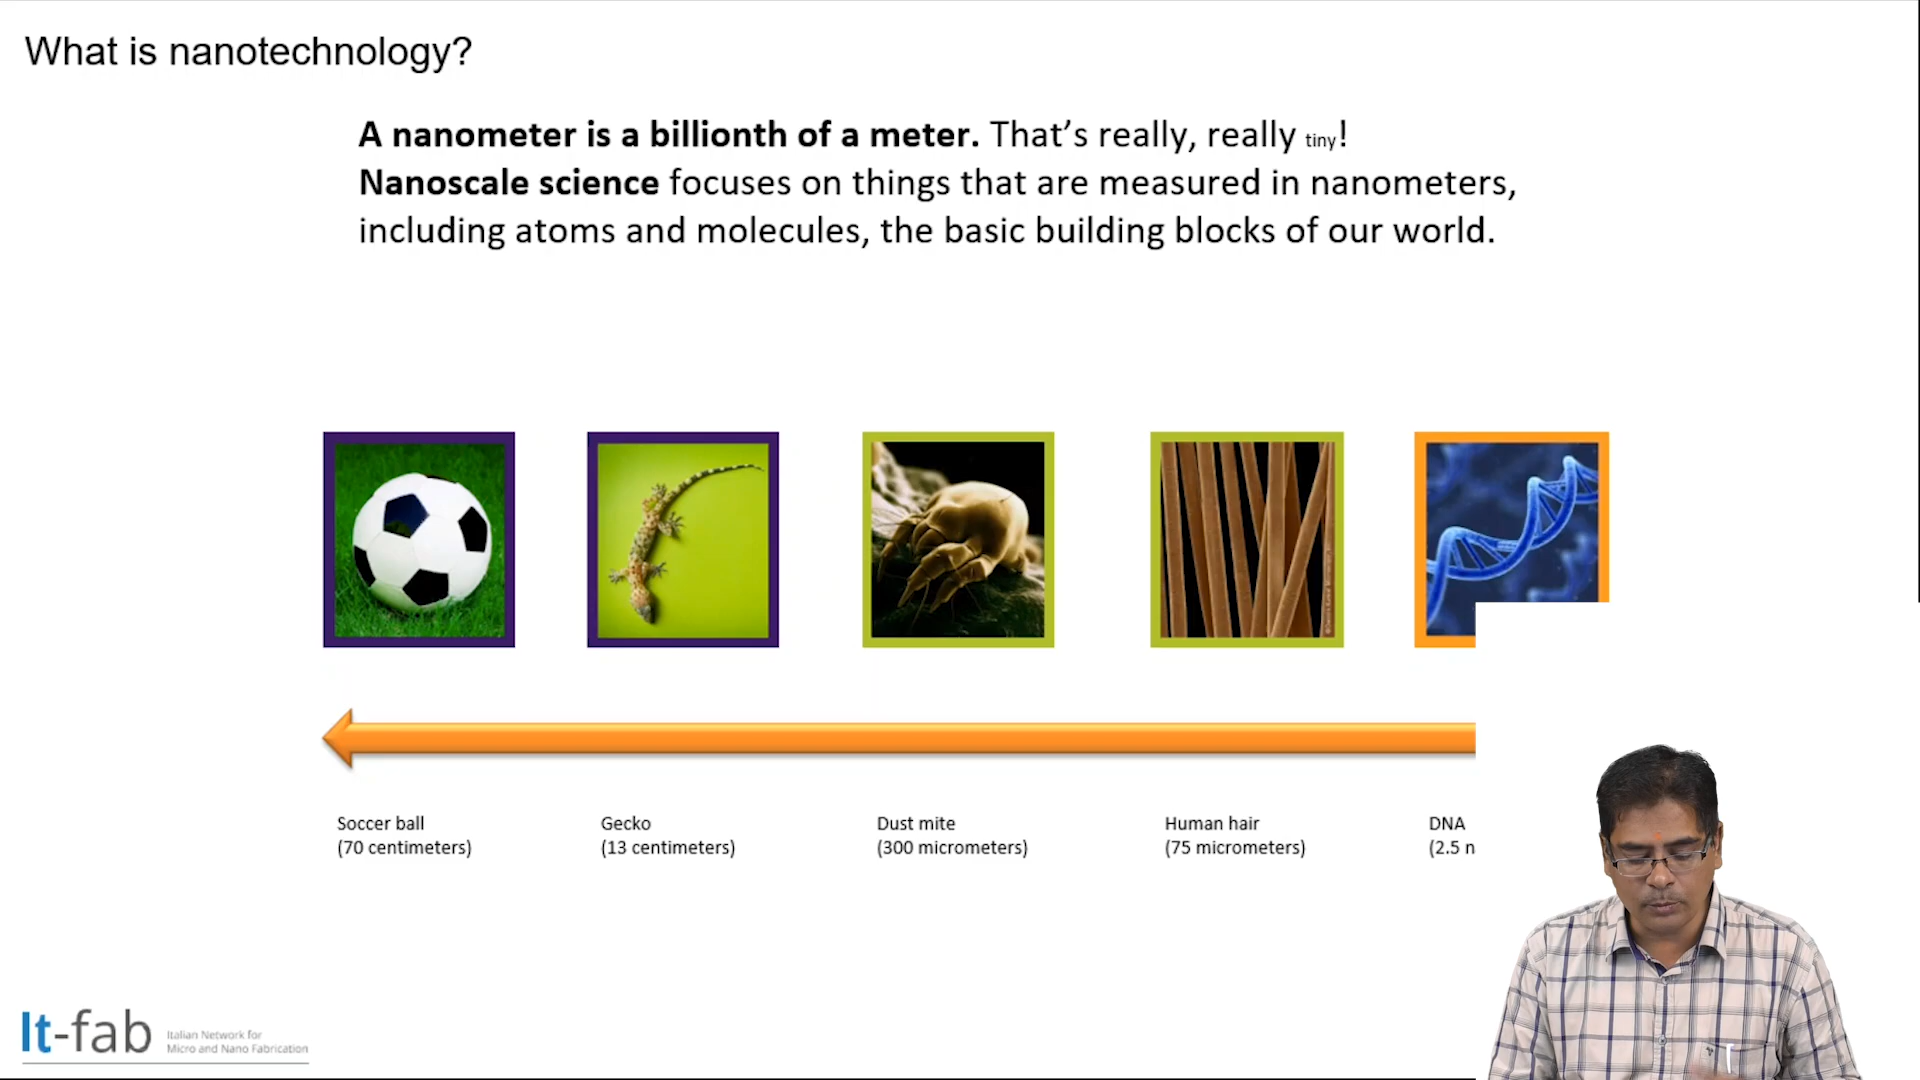 What is nanotechnology?
A nanometer is a billionth of a meter. That’s really, really tiny!
Nanoscale science focuses on things that are measured in nanometers,
including atoms and molecules, the basic building blocks of our world.
Soccer ball
(70 centimeters)
Gecko
(13 centimeters)
Dust mite
(300 micrometers)
Human hair
(75 micrometers)
DNA
(2.5 n
It-fab
Italian Network for
Micro and Nano Fabrication